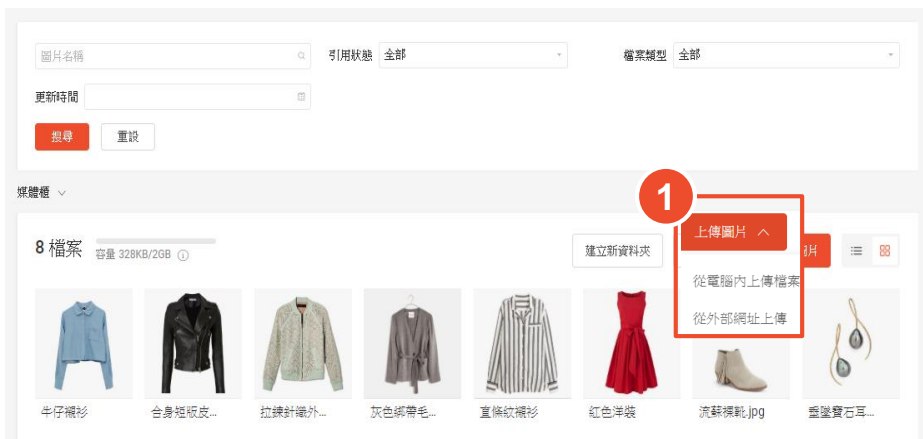 圖片名稱
引用狀態 全部
檔案類型 全部
更新時間
搜尋 重設
媒體櫃
1
8 檔案 容量 328KB/2GB
建立新資料夾 上傳圖片
從電腦內上傳檔案
從外部網址上傳
牛仔襯衫 合身短版皮... 拉鍊針織外... 灰色綁帶毛... 直條紋襯衫 紅色洋裝 流蘇裸靴.jpg 垂墜寶石耳...